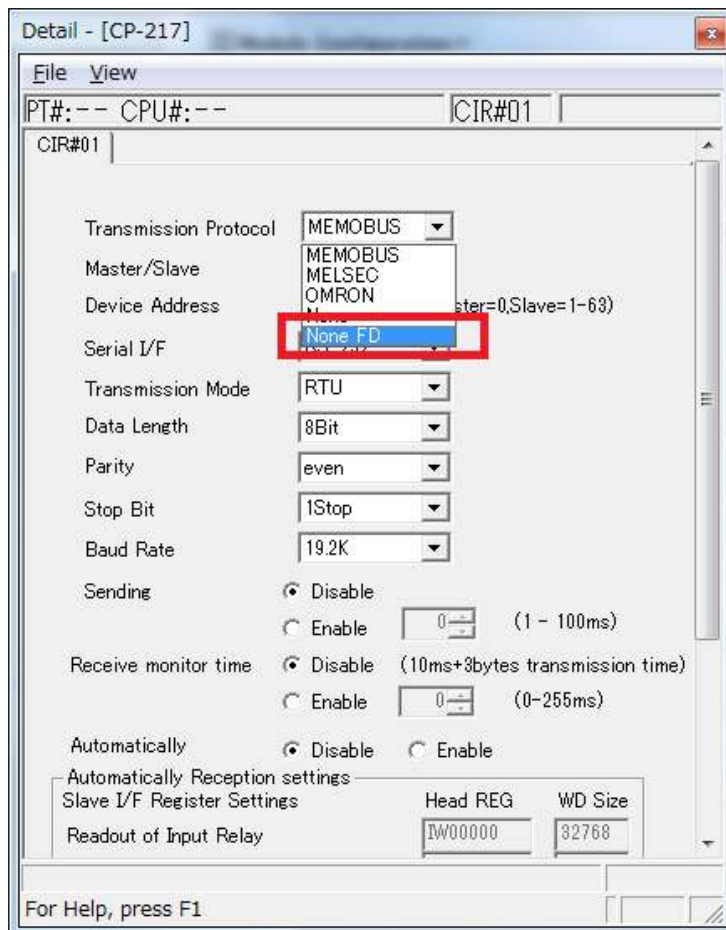 Detail - [CP-217]
File View
PT#:-- CPU#:-- CIR#01
CIR#01
Transmission Protocol MEMOBUS
MEMOBUS
MELSEC
OMRON
None FD
Master/Slave
Device Address ster=0,Slave=1-63)
Serial I/F
Transmission Mode RTU
Data Length 8Bit
Parity even
Stop Bit 1Stop
Baud Rate 19.2K
Sending Disable
Enable 0 (1 - 100ms)
Receive monitor time Disable (10ms+3bytes transmission time)
Enable 0 (0-255ms)
Automatically Disable Enable
Automatically Reception settings
Slave I/F Register Settings Head REG WD Size
Readout of Input Relay IW00000 32768
For Help, press F1